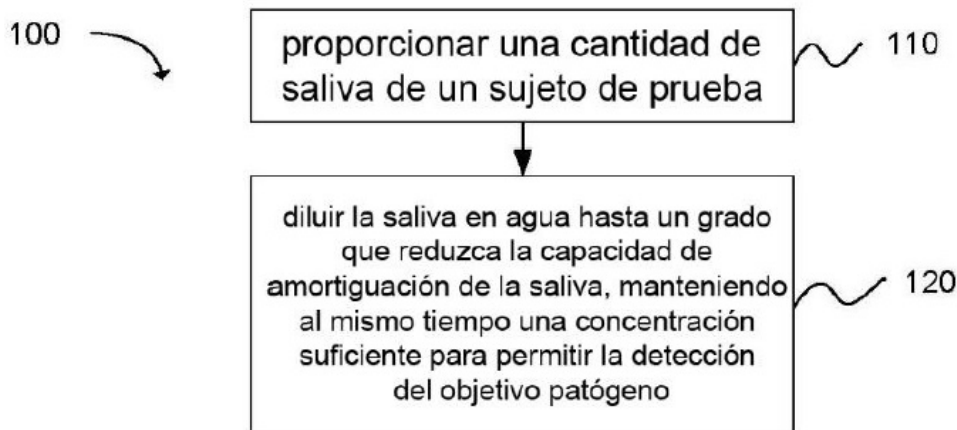 100
proporcionar una cantidad de
saliva de un sujeto de prueba
110
diluir la saliva en agua hasta un grado
que reduzca la capacidad de
amortiguación de la saliva, manteniendo
al mismo tiempo una concentración
suficiente para permitir la detección
del objetivo patógeno
120